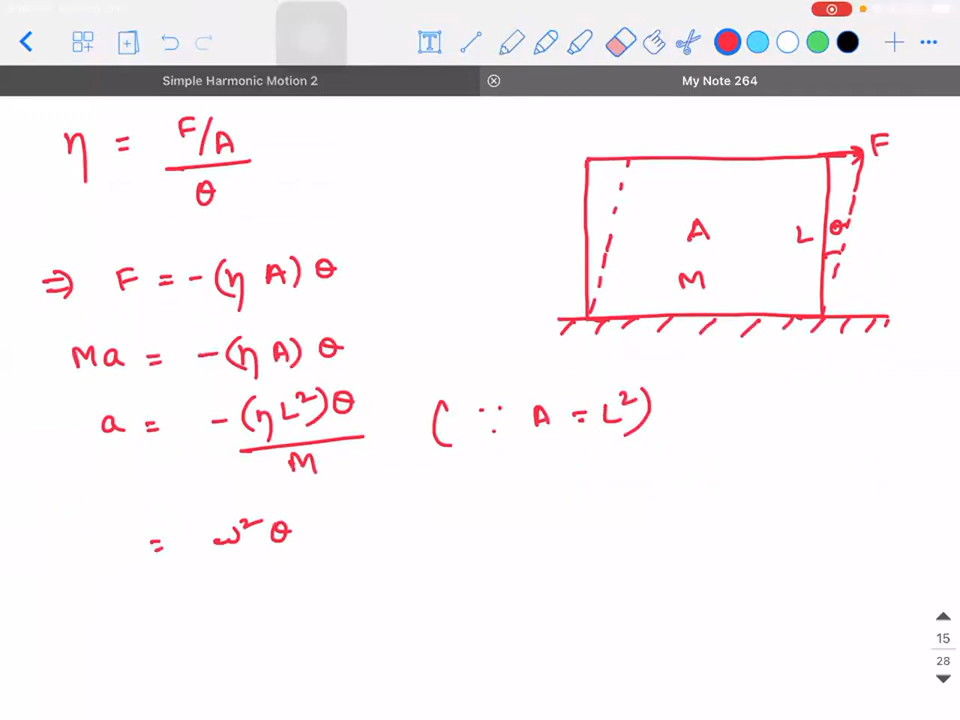 Simple Harmonic Motion 2
My Note 264
η = F/A / θ
⇒ F = -(η A) θ
Ma = -(η A) θ
a = -(η L²)θ / M (∵ A = L²)
= ω² θ
F
A
L
θ
M
15
28